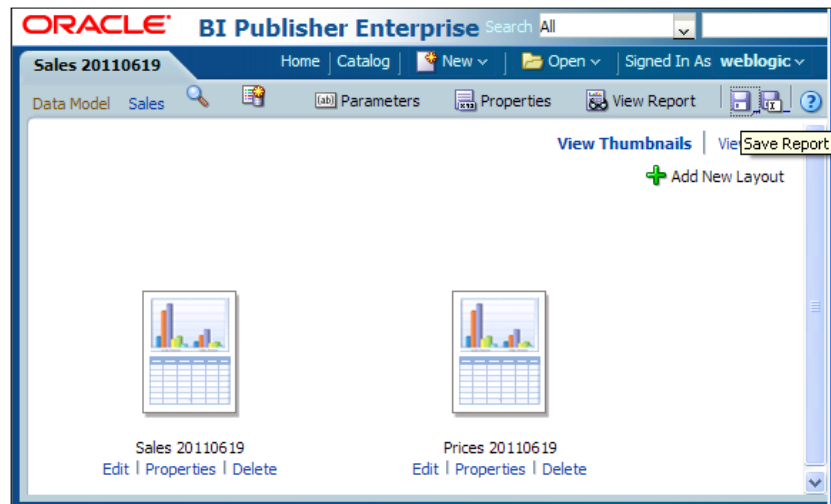 ORACLE BI Publisher Enterprise Search All
Sales 20110619 Home Catalog New Open Signed In As weblogic
Data Model Sales Parameters Properties View Report
View Thumbnails Save Report
Add New Layout
Sales 20110619 Prices 20110619
Edit Properties Delete Edit Properties Delete